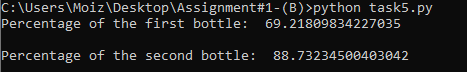 C:\Users\Moiz\Desktop\Assignment#1-(B)>python task5.py
Percentage of the first bottle:  69.21809834227035
Percentage of the second bottle:  88.73234500403042